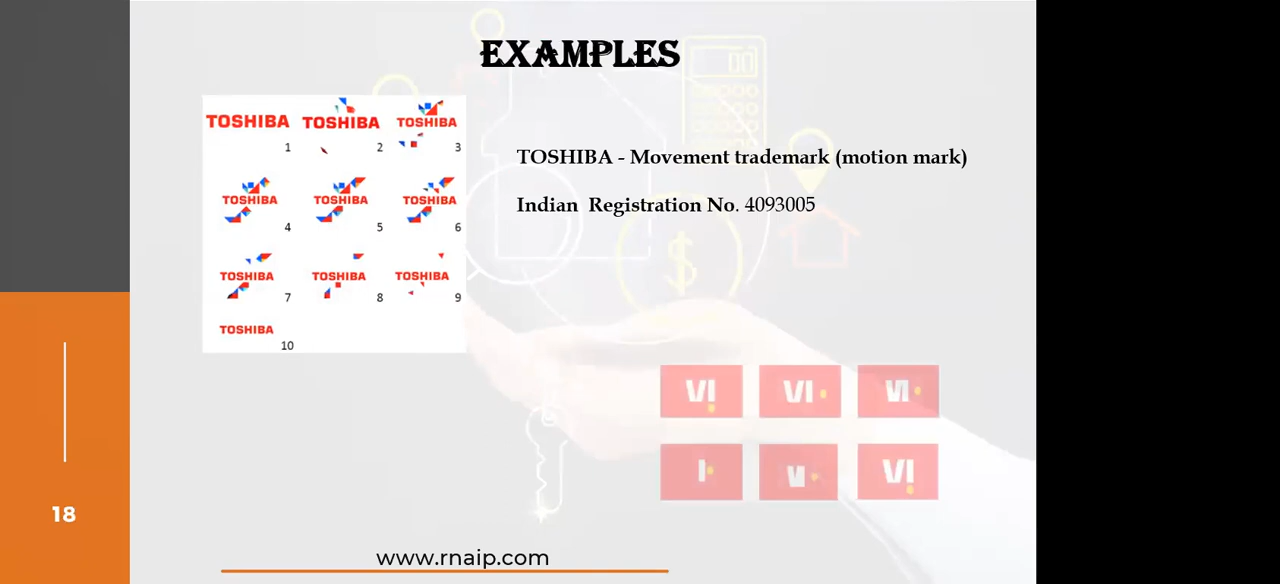 EXAMPLES
TOSHIBA TOSHIBA TOSHIBA
1 2 3
TOSHIBA TOSHIBA TOSHIBA
4 5 6
TOSHIBA TOSHIBA TOSHIBA
7 8 9
TOSHIBA
10
TOSHIBA - Movement trademark (motion mark)
Indian Registration No. 4093005
VI VI VI
I VI VI
18
www.rnaip.com